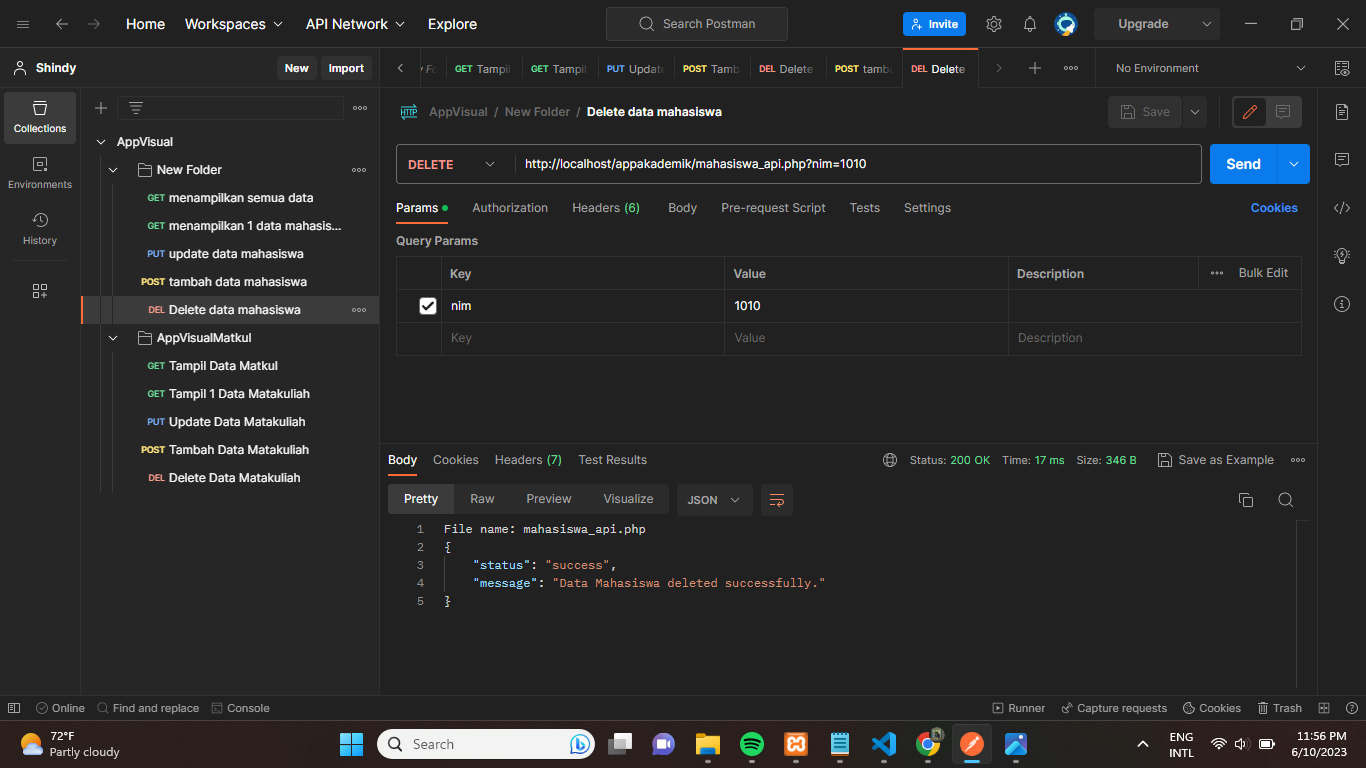 Home Workspaces API Network Explore Search Postman Invite Upgrade
Shindy New Import
GET Tampil GET Tampil PUT Update POST Tamb DEL Delete POST tamb DEL Delete No Environment
Collections
Environments
History
AppVisual
New Folder
GET menampilkan semua data
GET menampilkan 1 data mahasis...
PUT update data mahasiswa
POST tambah data mahasiswa
DEL Delete data mahasiswa
AppVisualMatkul
GET Tampil Data Matkul
GET Tampil 1 Data Matakuliah
PUT Update Data Matakuliah
POST Tambah Data Matakuliah
DEL Delete Data Matakuliah
HTTP AppVisual / New Folder / Delete data mahasiswa Save
DELETE http://localhost/appakademik/mahasiswa_api.php?nim=1010 Send
Params Authorization Headers (6) Body Pre-request Script Tests Settings Cookies
Query Params
Key Value Description Bulk Edit
nim 1010
Key Value Description
Body Cookies Headers (7) Test Results Status: 200 OK Time: 17 ms Size: 346 B Save as Example
Pretty Raw Preview Visualize JSON
1 File name: mahasiswa_api.php
2 {
3 "status": "success",
4 "message": "Data Mahasiswa deleted successfully."
5 }
Online Find and replace Console Runner Capture requests Cookies Trash
72°F
Partly cloudy
Search
ENG
INTL
11:56 PM
6/10/2023